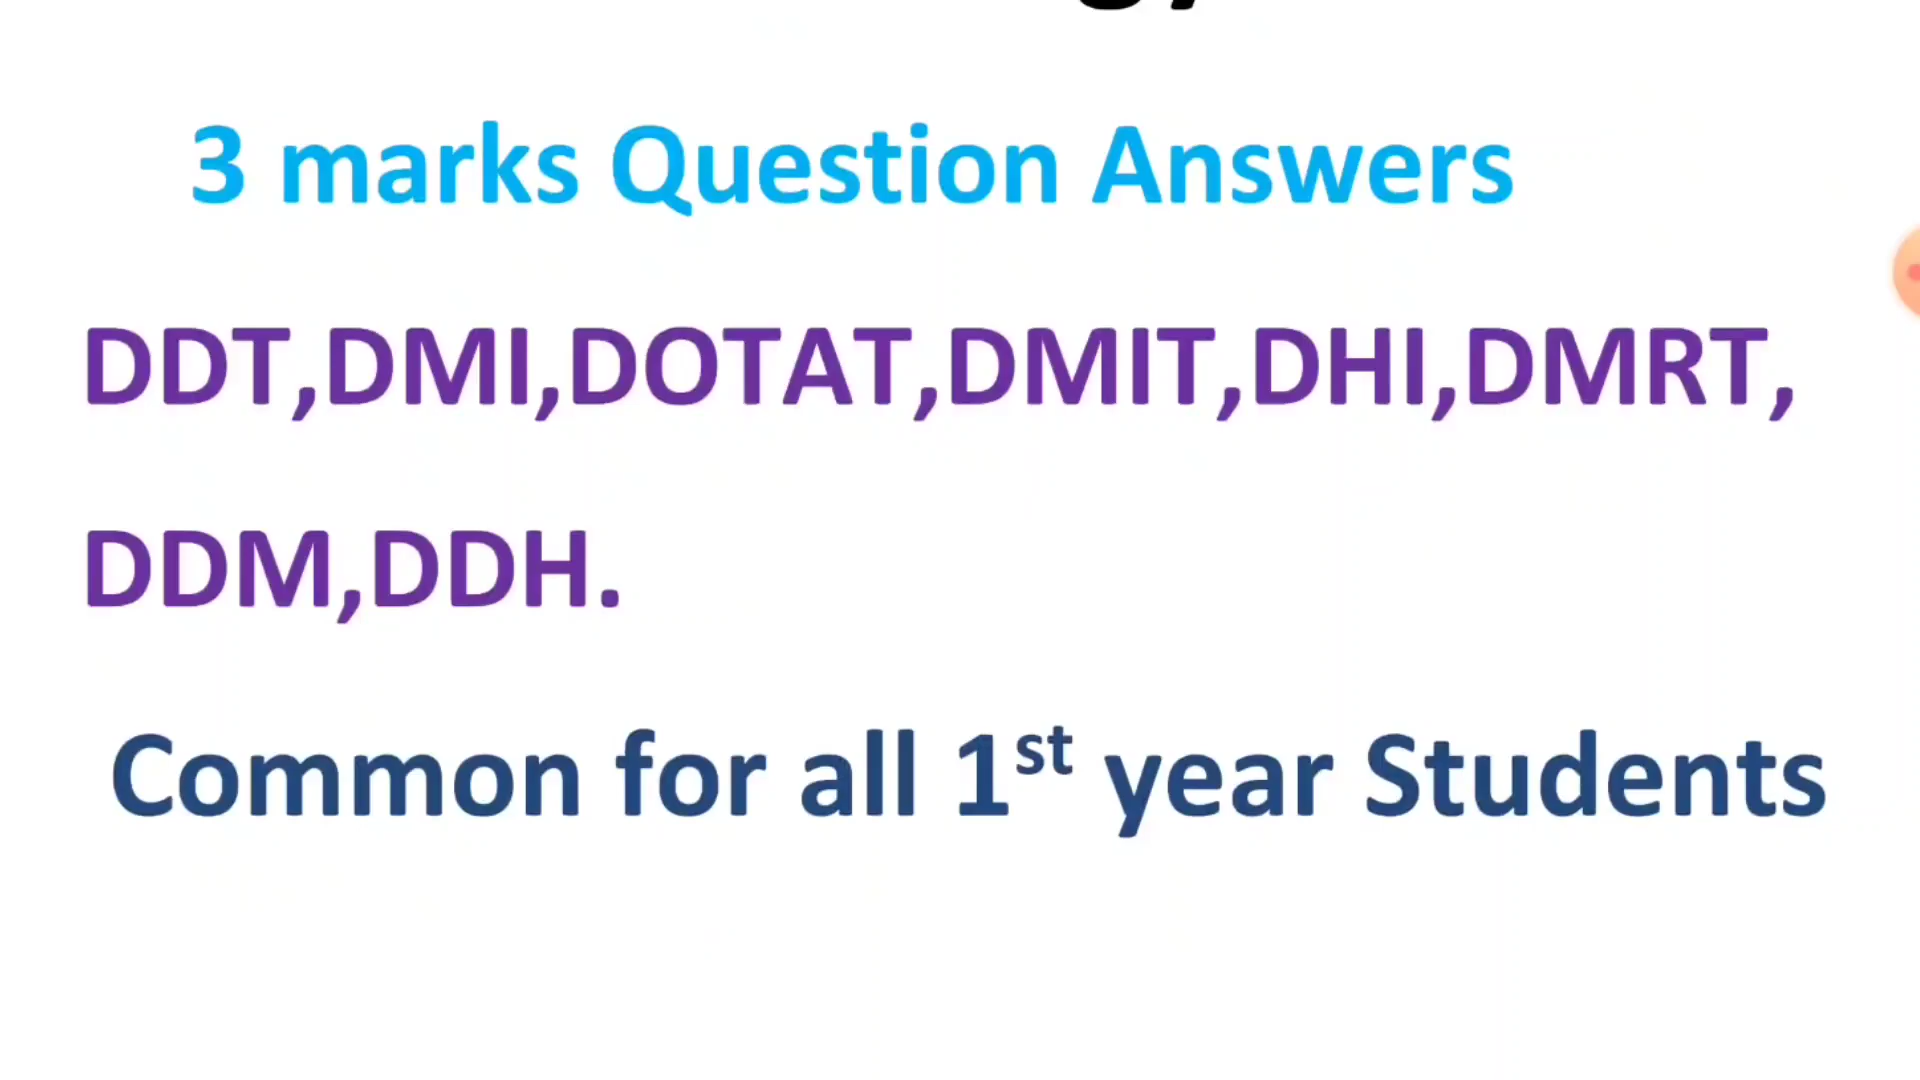 3 marks Question Answers
DDT,DMI,DOTAT,DMIT,DHI,DMRT,
DDM,DDH.
Common for all 1st year Students